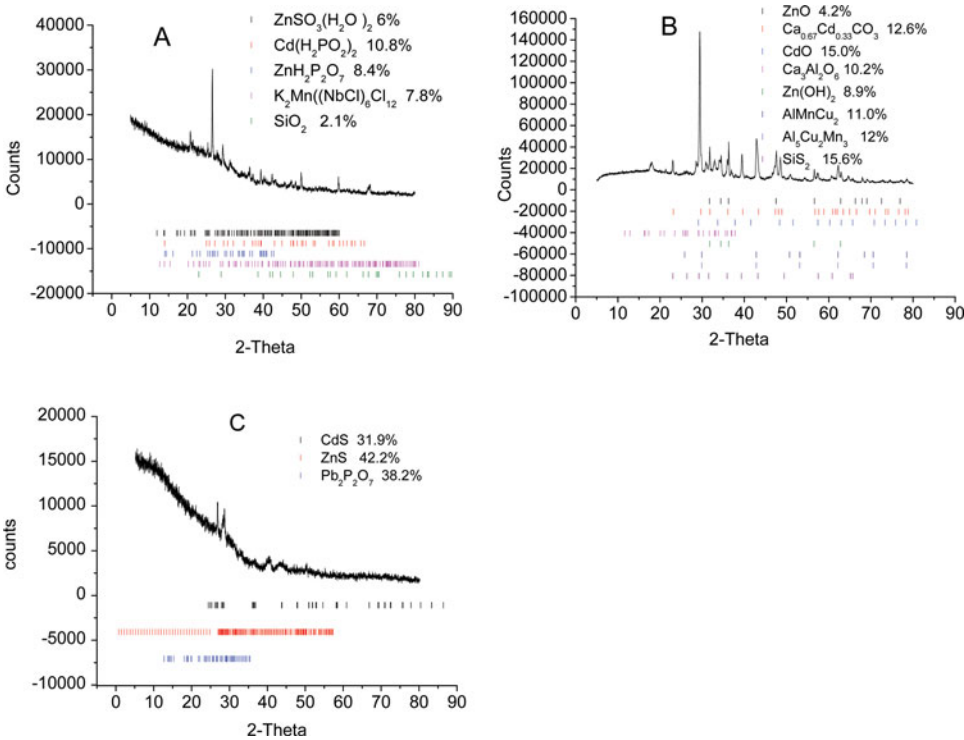 A
ZnSO3(H2O )2 6%
Cd(H2PO2)2 10.8%
ZnH2P2O7 8.4%
K2Mn((NbCl)6Cl12 7.8%
SiO2 2.1%
40000
30000
20000
10000
0
-10000
-20000
Counts
0 10 20 30 40 50 60 70 80 90
2-Theta
B
ZnO 4.2%
Ca0.67Cd0.33CO3 12.6%
CdO 15.0%
Ca3Al2O6 10.2%
Zn(OH)2 8.9%
AlMnCu2 11.0%
Al5Cu2Mn3 12%
SiS2 15.6%
160000
140000
120000
100000
80000
60000
40000
20000
0
-20000
-40000
-60000
-80000
-100000
Counts
0 10 20 30 40 50 60 70 80 90
2-Theta
C
CdS 31.9%
ZnS 42.2%
Pb2P2O7 38.2%
20000
15000
10000
5000
0
-5000
-10000
counts
0 10 20 30 40 50 60 70 80 90
2-Theta